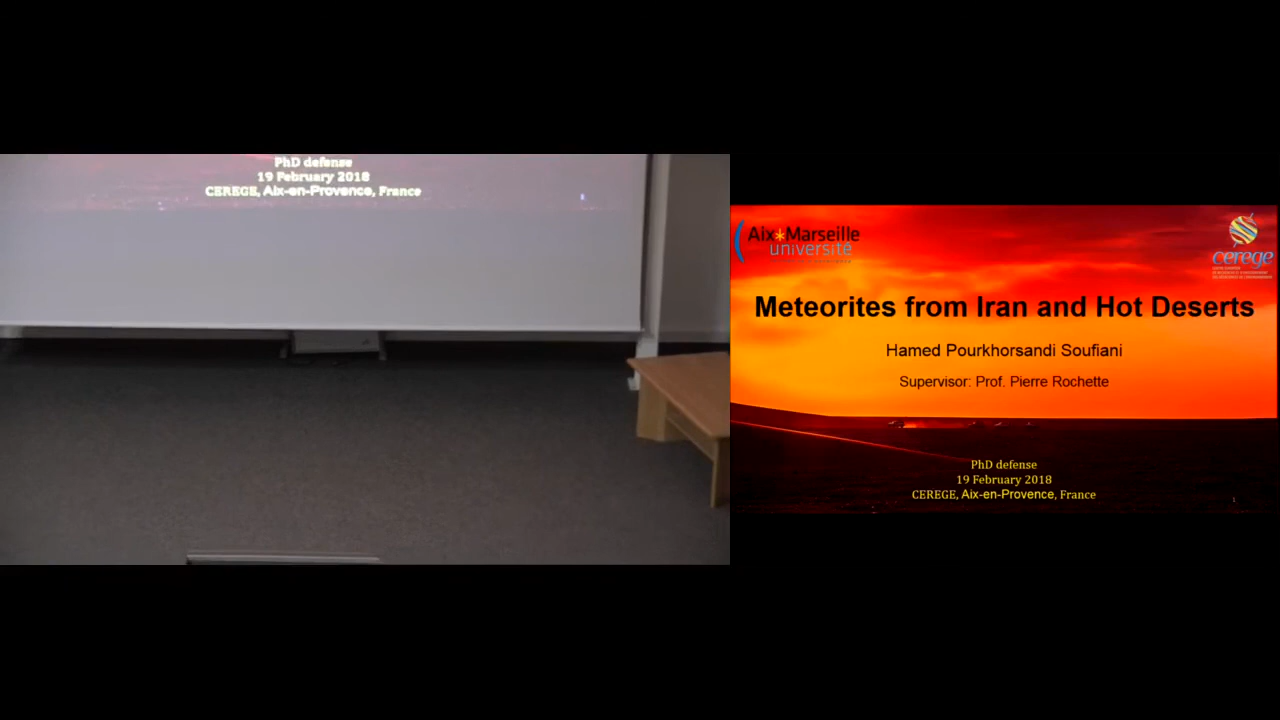 PhD defense
19 February 2018
CEREGE, Aix-en-Provence, France
Aix*Marseille
université
cerege
Meteorites from Iran and Hot Deserts
Hamed Pourkhorsandi Soufiani
Supervisor: Prof. Pierre Rochette
PhD defense
19 February 2018
CEREGE, Aix-en-Provence, France
1